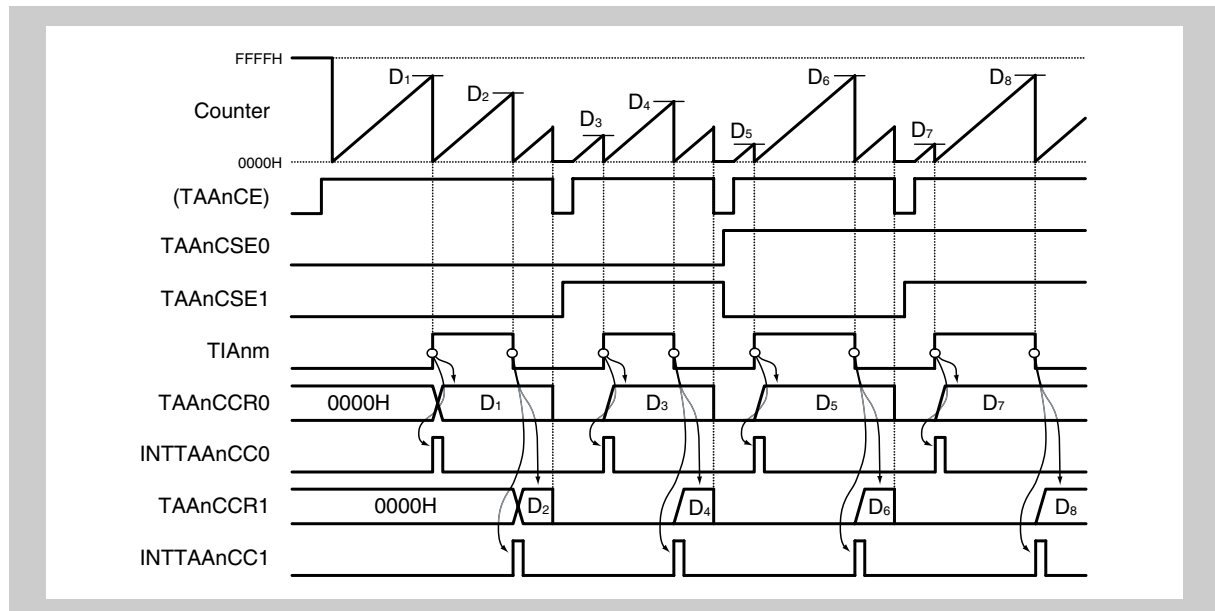 FFFFH
D1
D2
D3
D4
D5
D6
D7
D8
Counter
0000H
(TAAnCE)
TAAnCSE0
TAAnCSE1
TIAnm
TAAnCCR0
0000H
D1
D3
D5
D7
INTTAAnCC0
TAAnCCR1
0000H
D2
D4
D6
D8
INTTAAnCC1